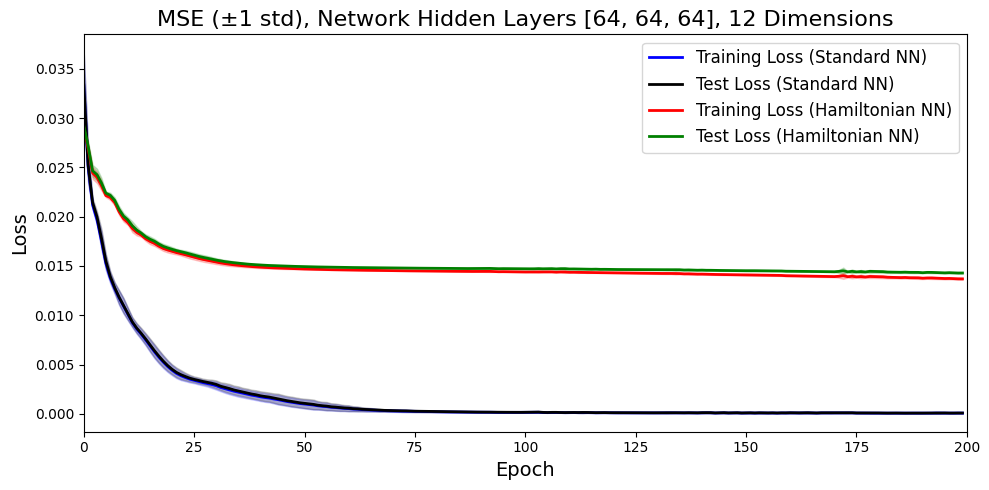 MSE (±1 std), Network Hidden Layers [64, 64, 64], 12 Dimensions
Training Loss (Standard NN)
Test Loss (Standard NN)
Training Loss (Hamiltonian NN)
Test Loss (Hamiltonian NN)
Loss
0.035
0.030
0.025
0.020
0.015
0.010
0.005
0.000
0 25 50 75 100 125 150 175 200
Epoch